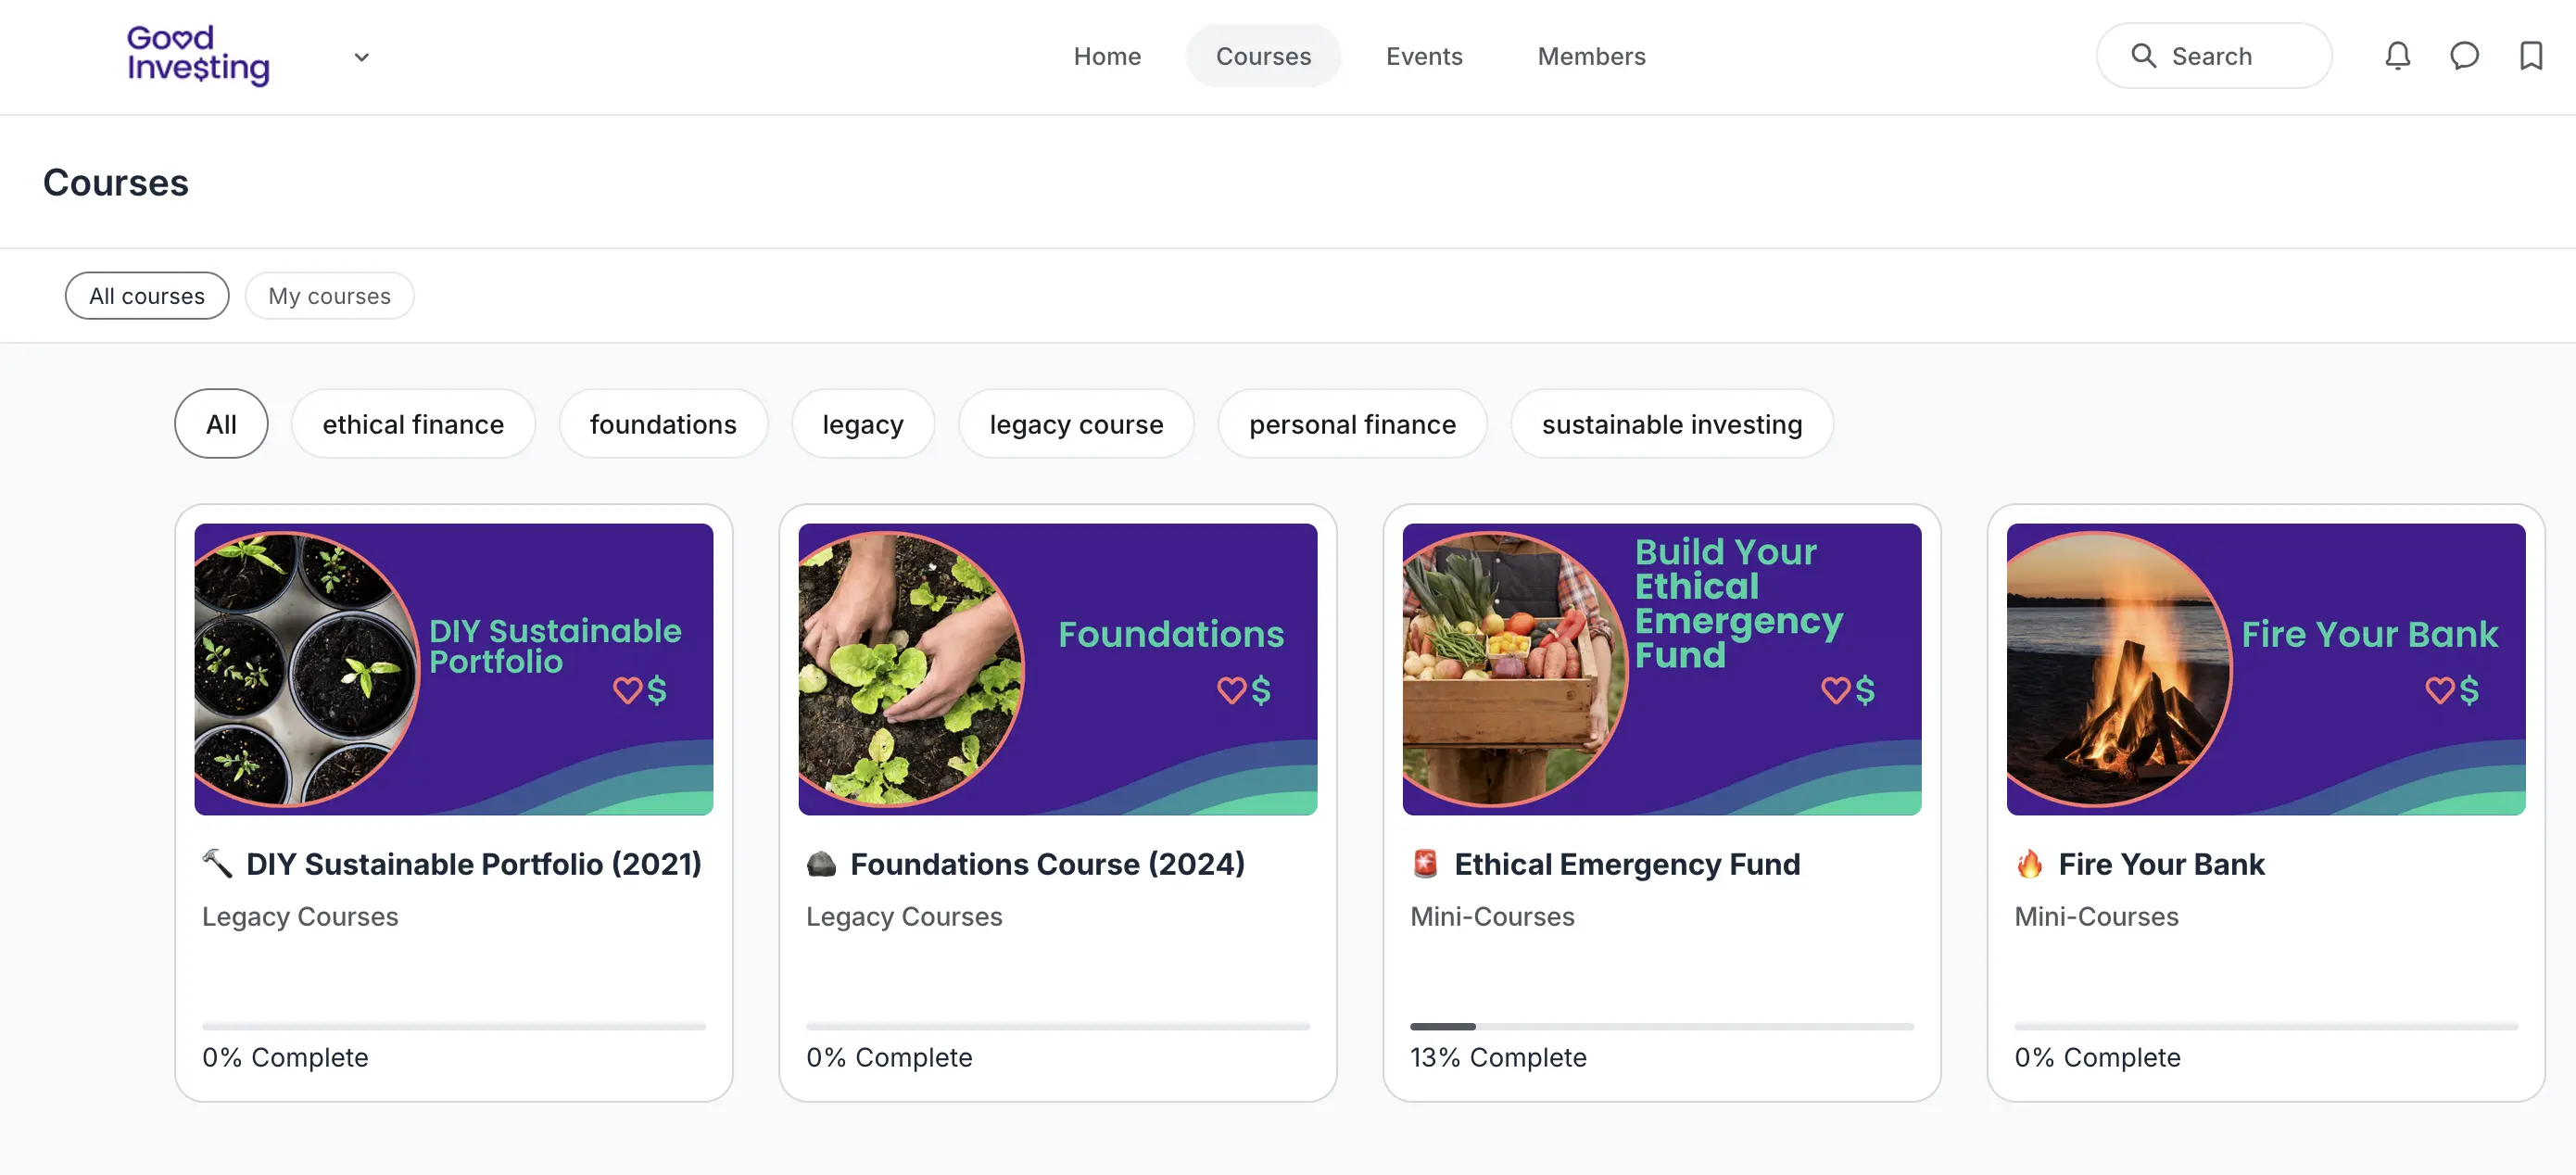 Good
Investing
Home
Courses
Events
Members
Search
Courses
All courses
My courses
All
ethical finance
foundations
legacy
legacy course
personal finance
sustainable investing
DIY Sustainable
Portfolio
$
Foundations
$
Build Your
Ethical
Emergency
Fund
$
Fire Your Bank
$
DIY Sustainable Portfolio (2021)
Legacy Courses
0% Complete
Foundations Course (2024)
Legacy Courses
0% Complete
Ethical Emergency Fund
Mini-Courses
13% Complete
Fire Your Bank
Mini-Courses
0% Complete